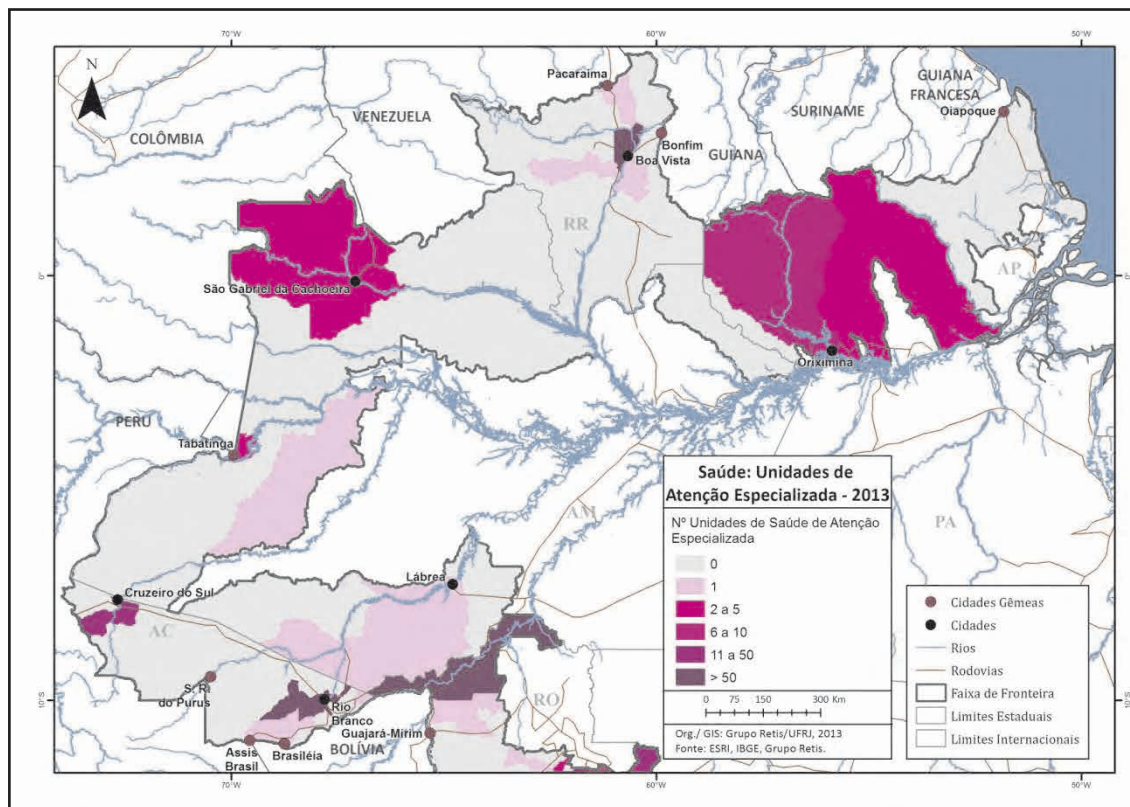 70°W
60°W
50°W
N
Pacaraima
GUIANA
FRANCESA
SURINAME
Oiapoque
VENEZUELA
COLÔMBIA
Bonfim
Boa Vista
GUIANA
RR
AP
0°
0°
São Gabriel da Cachoeira
Oriximina
PERU
Tabatinga
AM
PA
Lábrea
Cruzeiro do Sul
AC
S. Ra
do Purus
Rio
Branco
RO
Guajará-Mirim
BOLÍVIA
Assis
Brasil
Brasiléia
10°S
10°S
70°W
60°W
50°W
Saúde: Unidades de
Atenção Especializada - 2013
Nº Unidades de Saúde de Atenção
Especializada
0
1
2 a 5
6 a 10
11 a 50
> 50
0 75 150 300 Km
Org./ GIS: Grupo Retis/UFRJ, 2013
Fonte: ESRI, IBGE, Grupo Retis.
Cidades Gêmeas
Cidades
Rios
Rodovias
Faixa de Fronteira
Limites Estaduais
Limites Internacionais